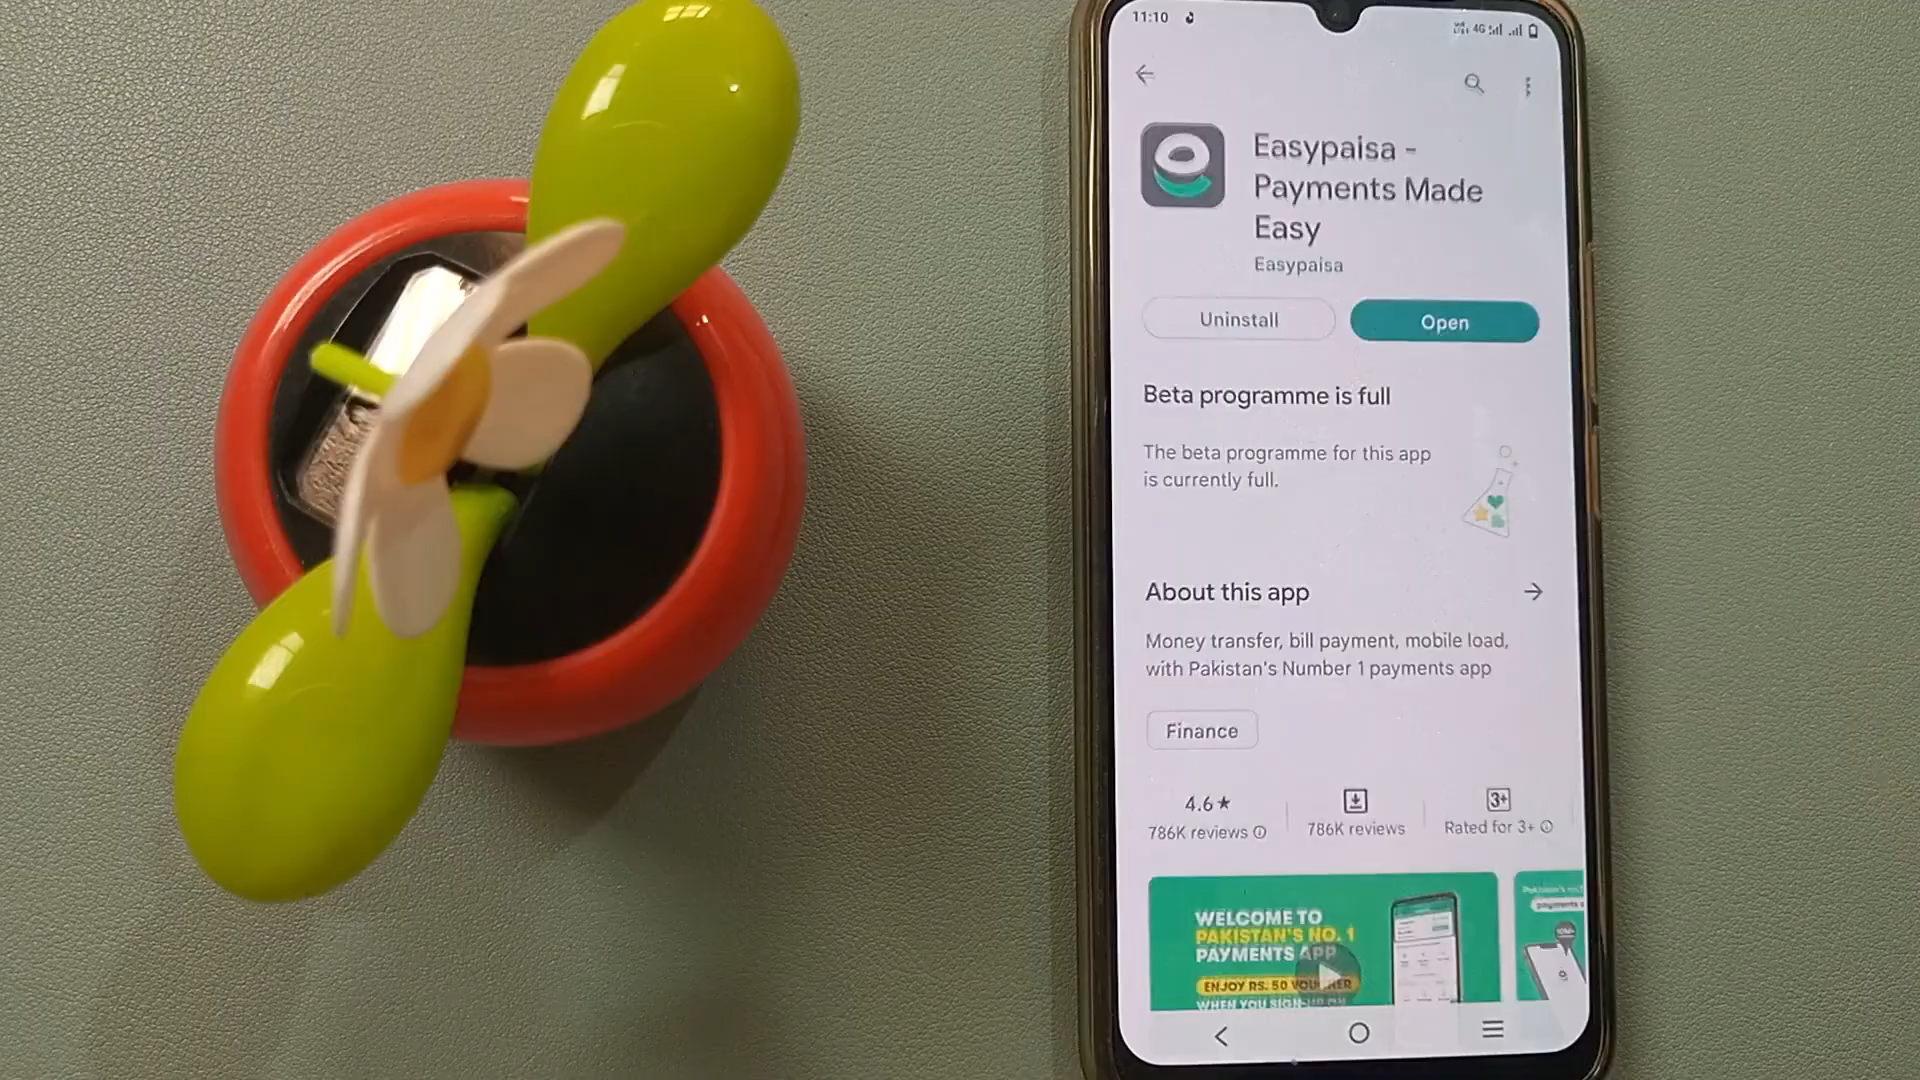 11:10
4G
Easypaisa -
Payments Made
Easy
Easypaisa
Uninstall
Open
Beta programme is full
The beta programme for this app
is currently full.
About this app
Money transfer, bill payment, mobile load,
with Pakistan's Number 1 payments app
Finance
4.6★
786K reviews
786K reviews
3+
Rated for 3+
WELCOME TO
PAKISTAN'S NO. 1
PAYMENTS APP
ENJOY RS. 50 VOUCHER
WHEN YOU SIGN-UP ON
Pakistan's no.1
payments